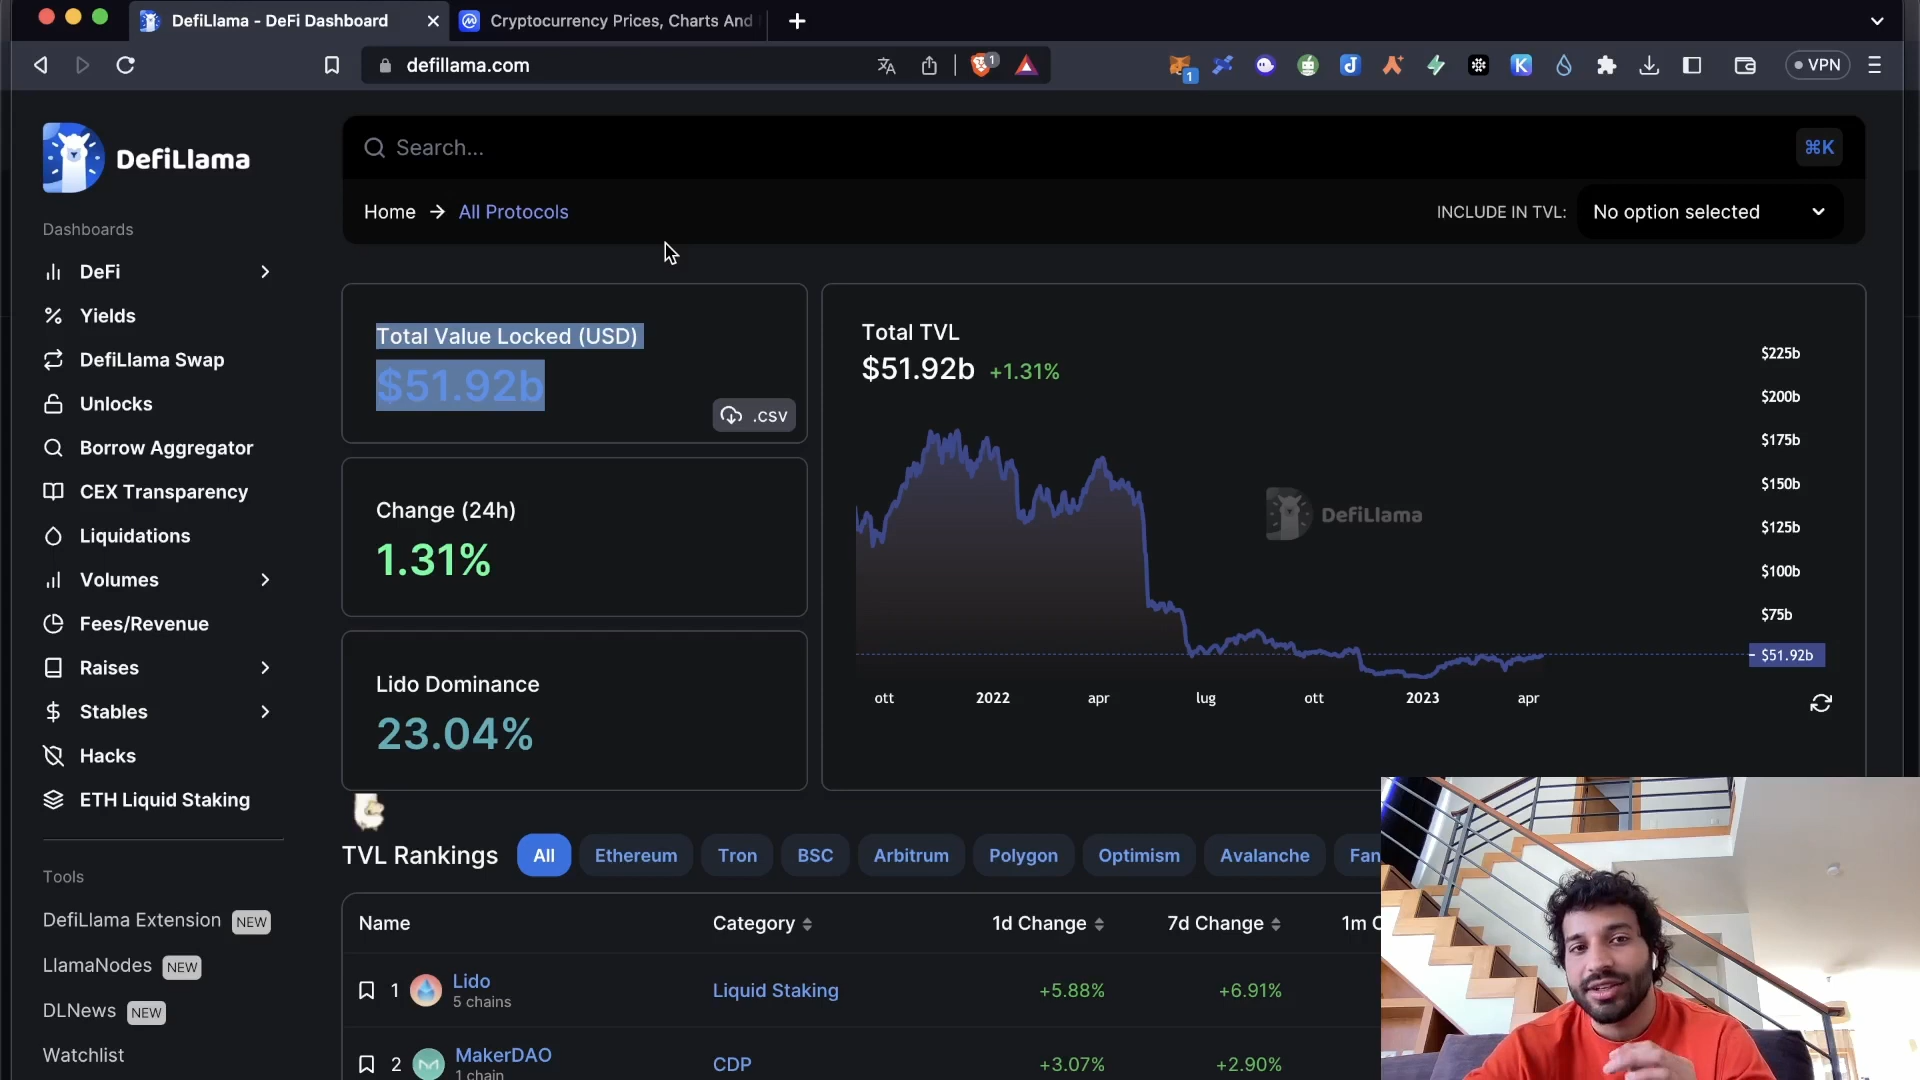 DefiLlama - DeFi Dashboard
Cryptocurrency Prices, Charts And
defillama.com
1
1
VPN
DefiLlama
Search...
⌘K
Home → All Protocols
INCLUDE IN TVL:
No option selected
Dashboards
DeFi
Yields
DefiLlama Swap
Unlocks
Borrow Aggregator
CEX Transparency
Liquidations
Volumes
Fees/Revenue
Raises
Stables
Hacks
ETH Liquid Staking
Tools
DefiLlama Extension NEW
LlamaNodes NEW
DLNews NEW
Watchlist
Total Value Locked (USD)
$51.92b
.csv
Change (24h)
1.31%
Lido Dominance
23.04%
Total TVL
$51.92b +1.31%
$225b
$200b
$175b
$150b
$125b
$100b
$75b
$51.92b
DefiLlama
ott 2022 apr lug ott 2023 apr
TVL Rankings All Ethereum Tron BSC Arbitrum Polygon Optimism Avalanche Fan
Name Category 1d Change 7d Change 1m C
1 Lido Liquid Staking +5.88% +6.91%
5 chains
2 MakerDAO CDP +3.07% +2.90%
1 chain